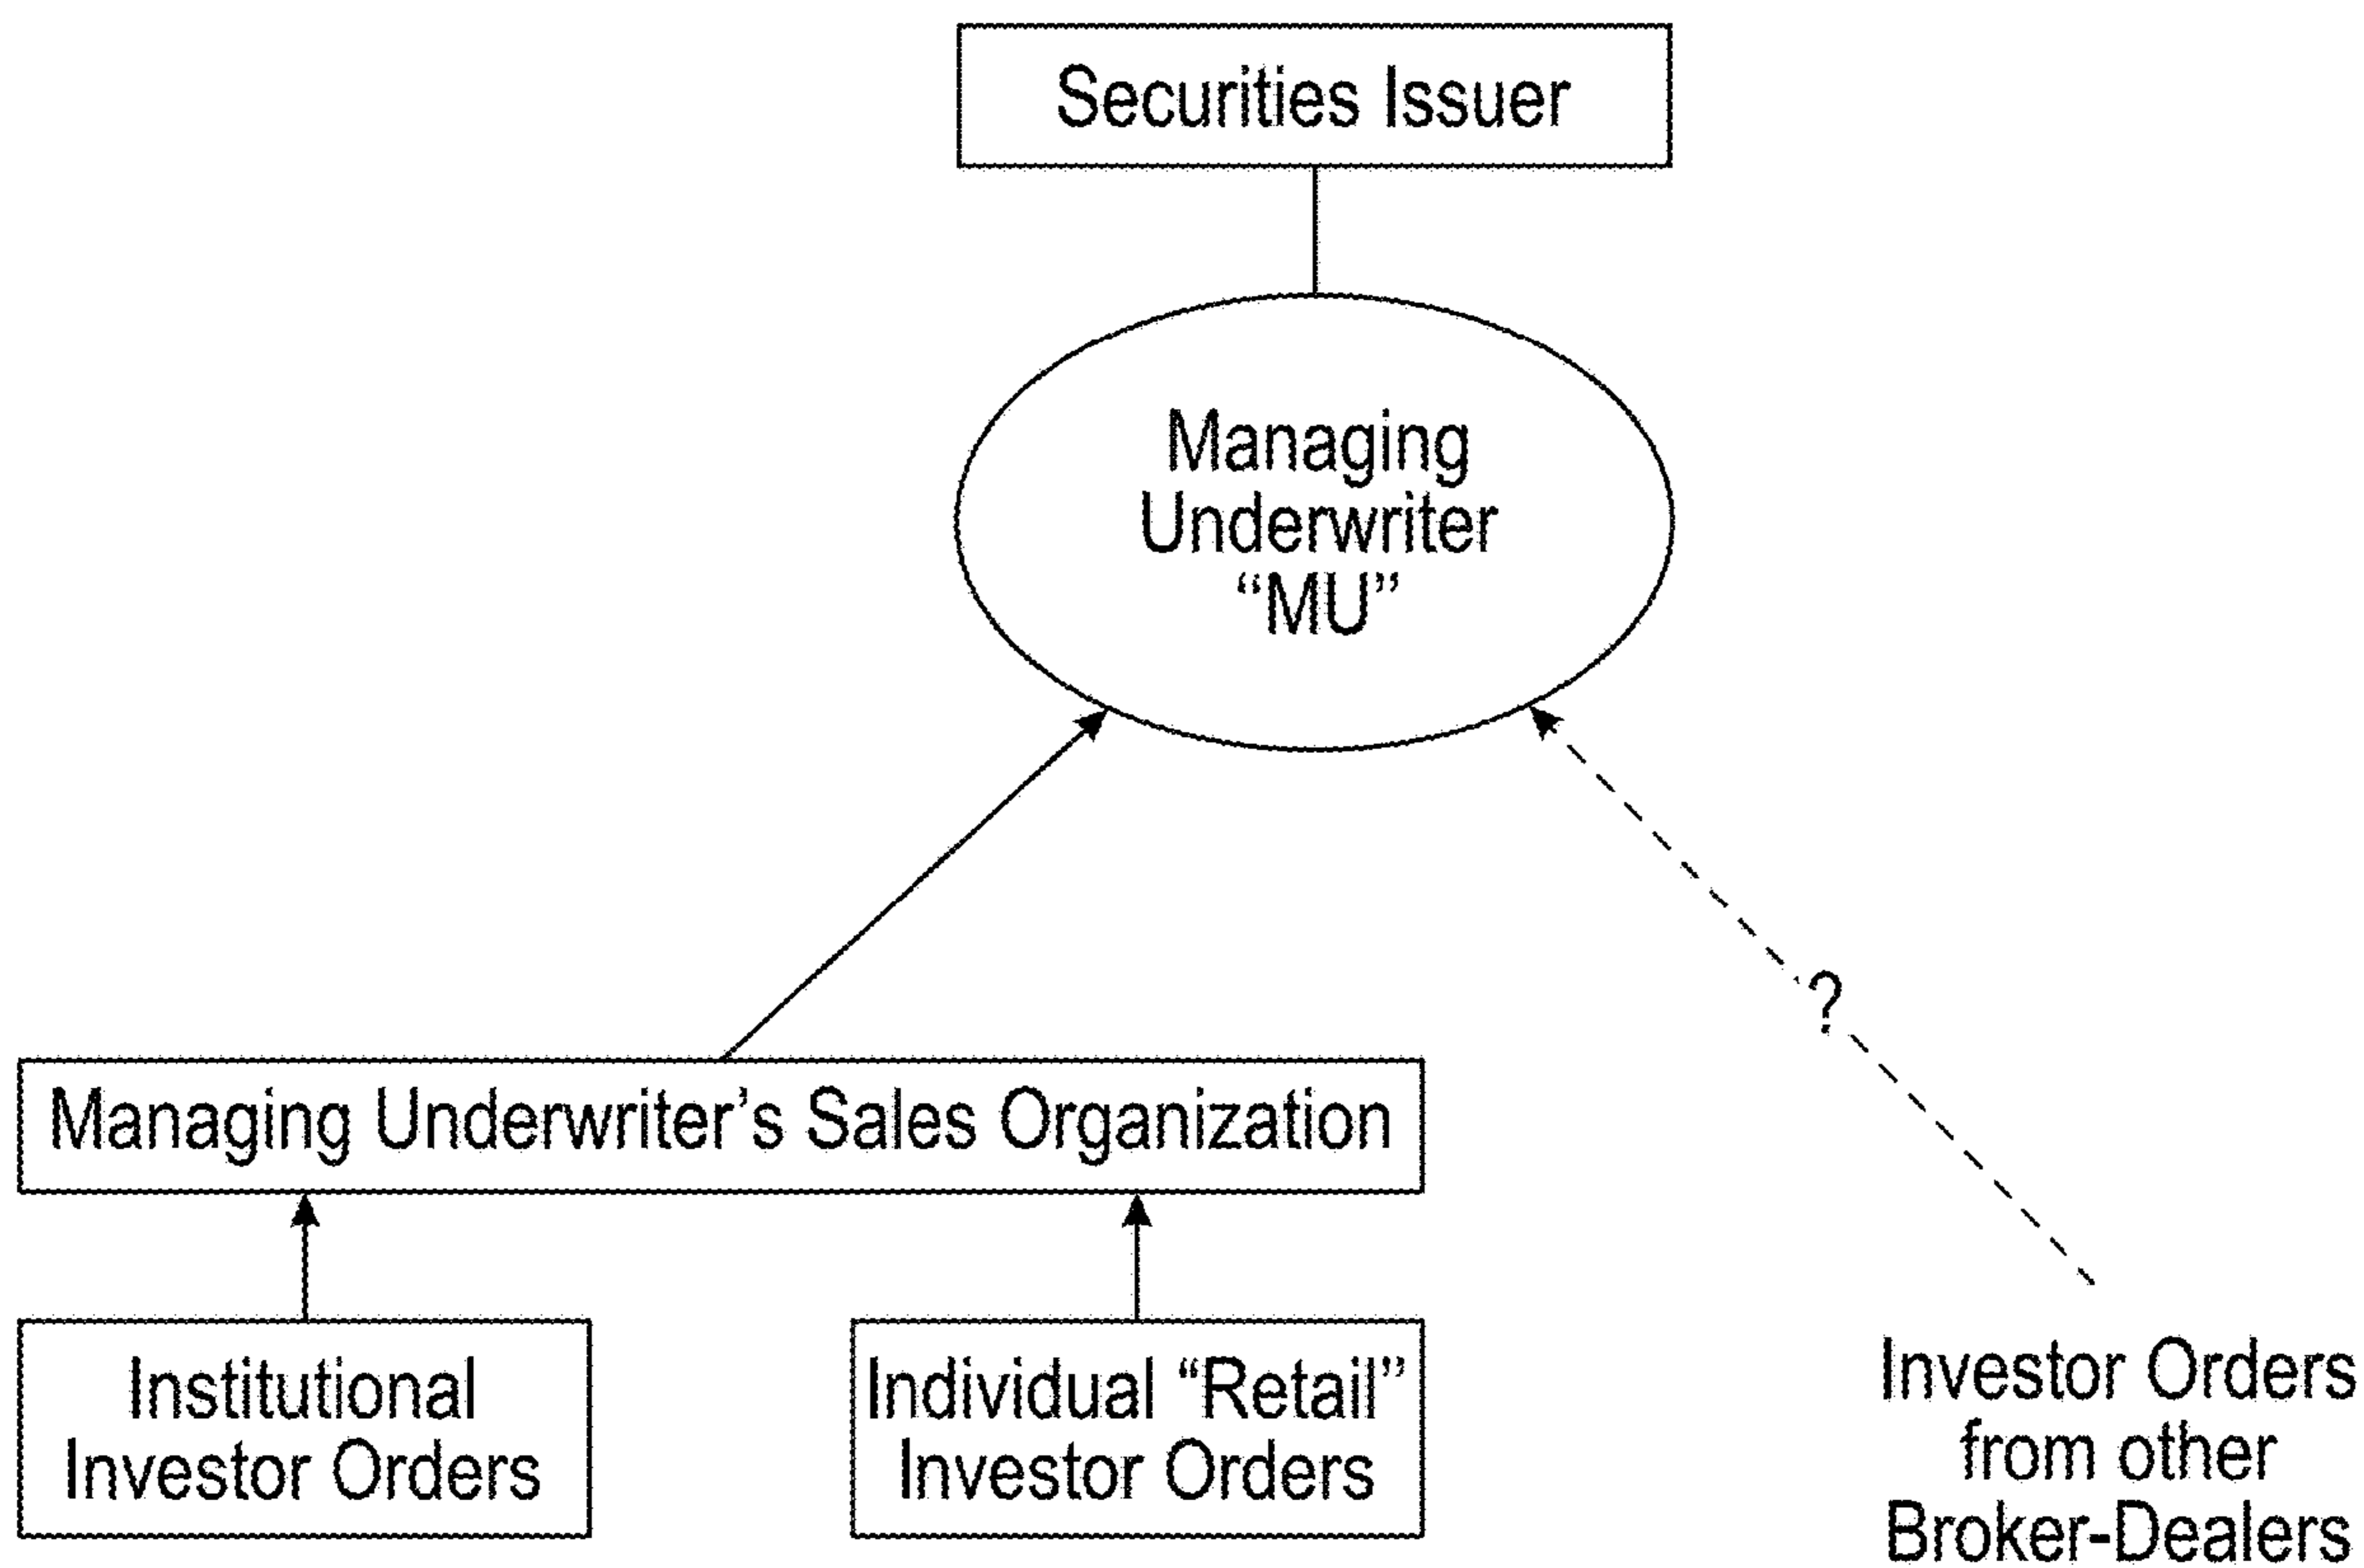 Securities Issuer
Managing
Underwriter
“MU”
?
Managing Underwriter’s Sales Organization
Institutional
Investor Orders
Individual “Retail”
Investor Orders
Investor Orders
from other
Broker-Dealers